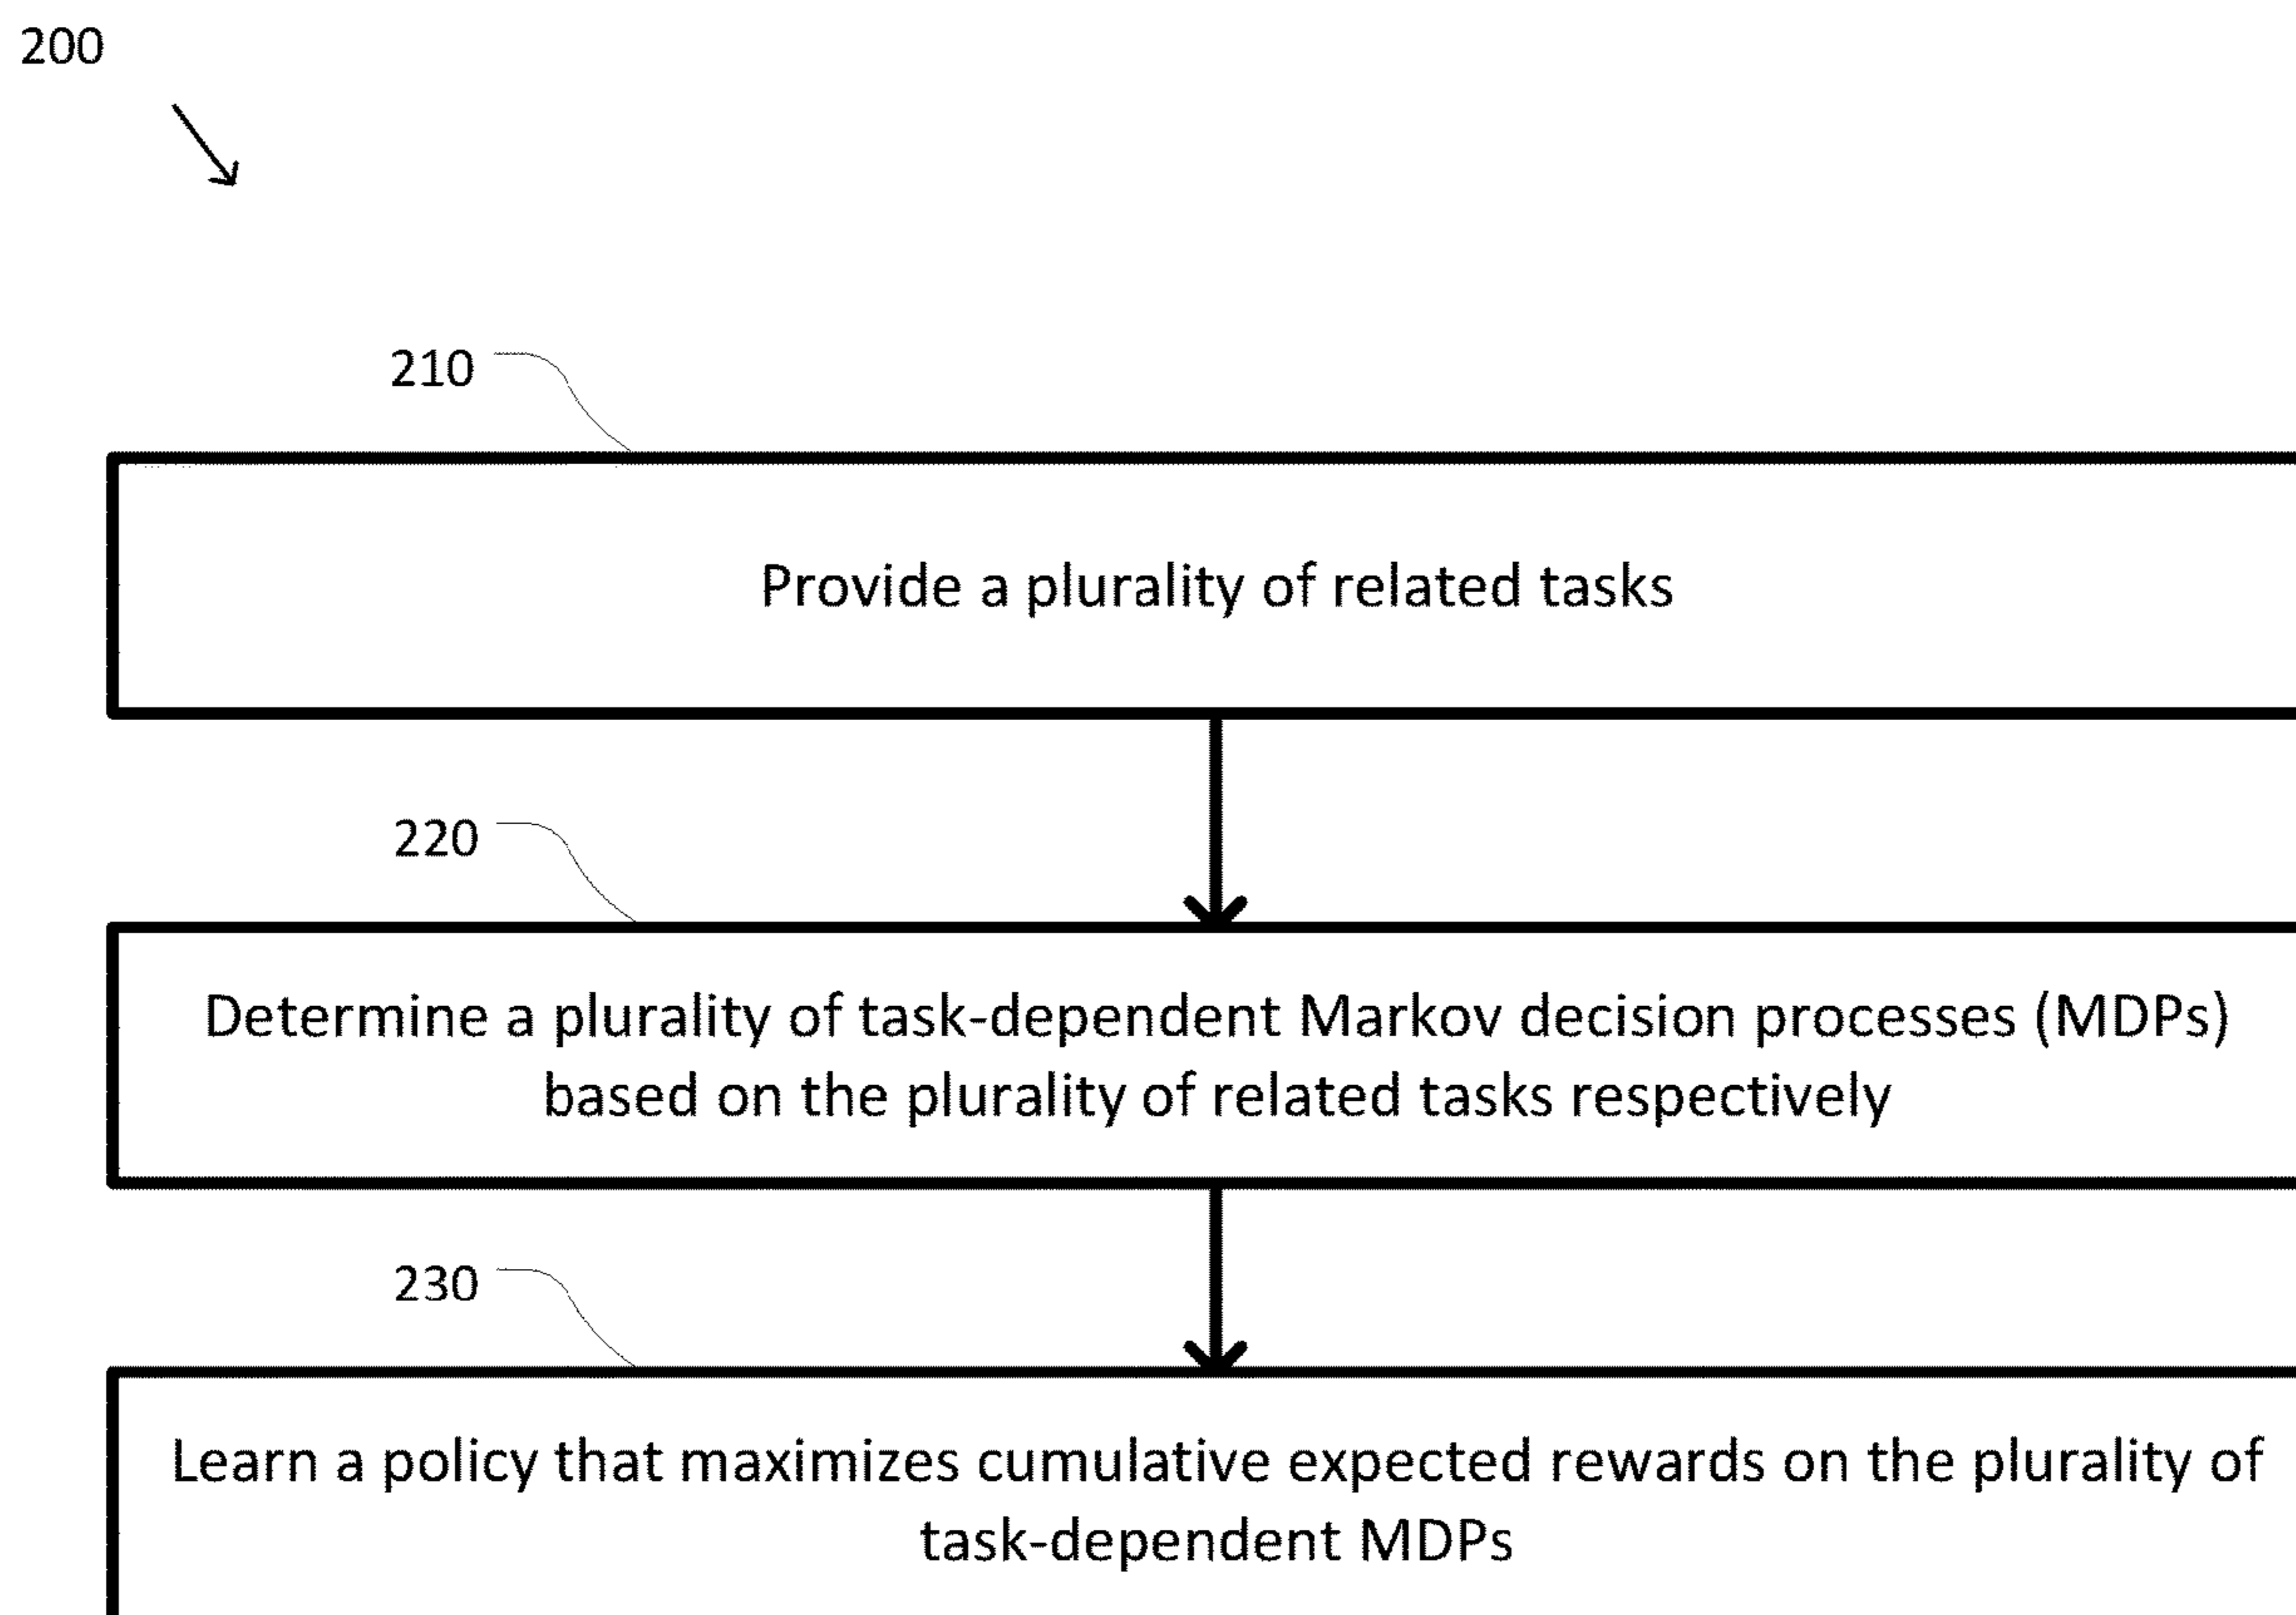 200
210
Provide a plurality of related tasks
220
Determine a plurality of task-dependent Markov decision processes (MDPs)
based on the plurality of related tasks respectively
230
Learn a policy that maximizes cumulative expected rewards on the plurality of
task-dependent MDPs